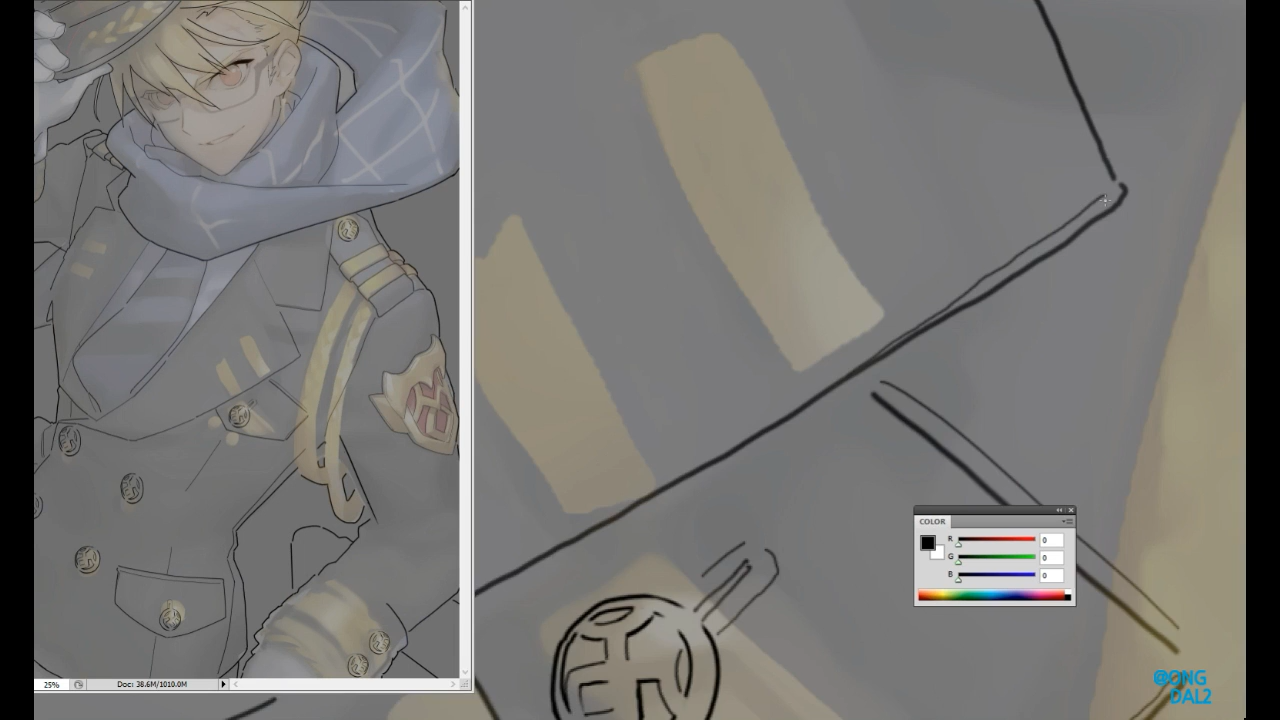 COLOR
R 0
G 0
B 0
25% Doc: 38.6M/1010.0M
@ONG
DAL2